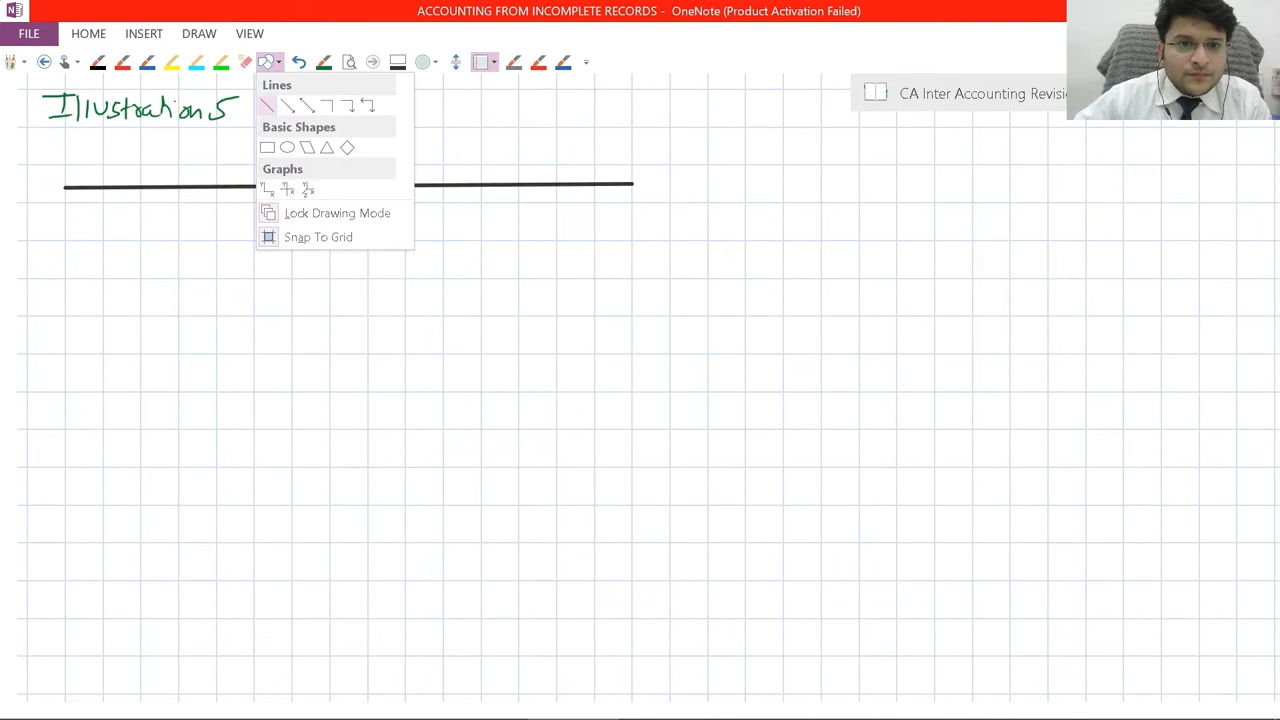 ACCOUNTING FROM INCOMPLETE RECORDS - OneNote (Product Activation Failed)
FILE HOME INSERT DRAW VIEW
Lines
Illustration 5
CA Inter Accounting Revisio
Basic Shapes
Graphs
Lock Drawing Mode
Snap To Grid